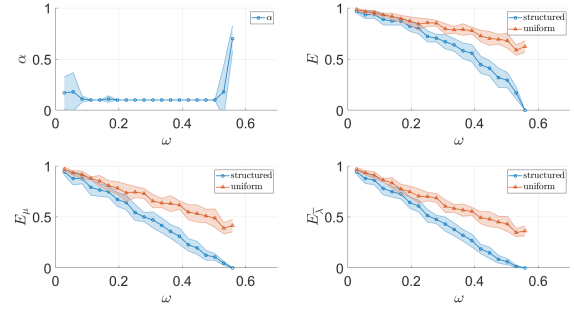 1
0.5
0
0
0.2
0.4
0.6
ω
α
α
1
0.5
0
0
0.2
0.4
0.6
ω
E
structured
uniform
1
0.5
0
0
0.2
0.4
0.6
ω
E_μ
structured
uniform
1
0.5
0
0
0.2
0.4
0.6
ω
E_λ̄
structured
uniform